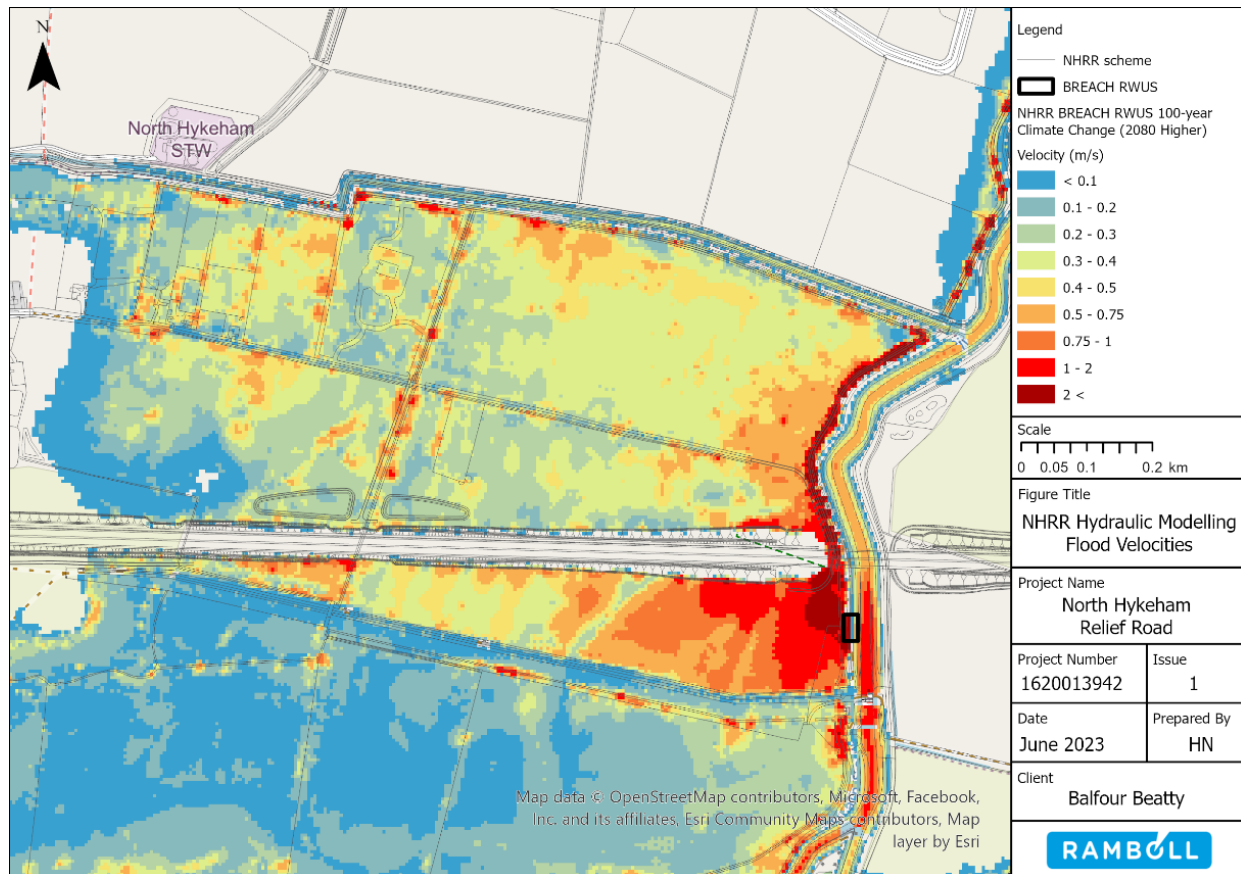 N
North Hykeham
STW
Map data © OpenStreetMap contributors, Microsoft, Facebook,
Inc. and its affiliates, Esri Community Maps contributors, Map
layer by Esri
Legend
NHRR scheme
BREACH RWUS
NHRR BREACH RWUS 100-year
Climate Change (2080 Higher)
Velocity (m/s)
< 0.1
0.1 - 0.2
0.2 - 0.3
0.3 - 0.4
0.4 - 0.5
0.5 - 0.75
0.75 - 1
1 - 2
2 <
Scale
0 0.05 0.1 0.2 km
Figure Title
NHRR Hydraulic Modelling
Flood Velocities
Project Name
North Hykeham
Relief Road
Project Number
1620013942
Issue
1
Date
June 2023
Prepared By
HN
Client
Balfour Beatty
RAMBOLL